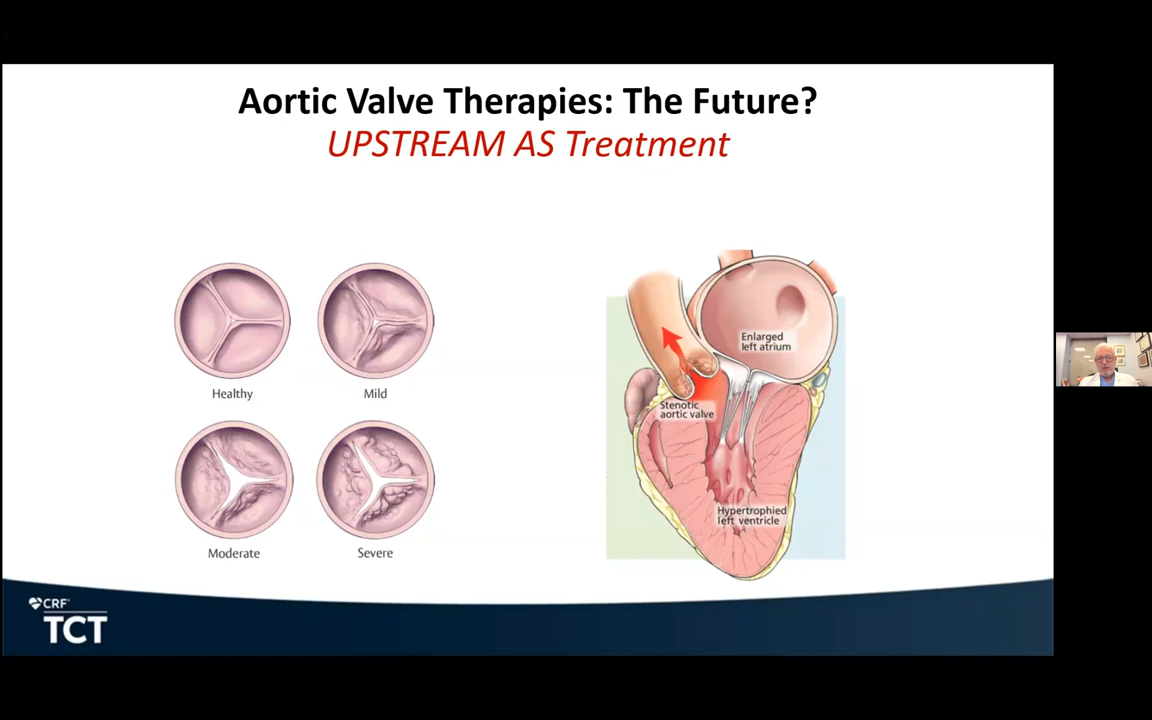 Aortic Valve Therapies: The Future?
UPSTREAM AS Treatment
Healthy
Mild
Moderate
Severe
Enlarged
left atrium
Stenotic
aortic valve
Hypertrophied
left ventricle
CRF
TCT